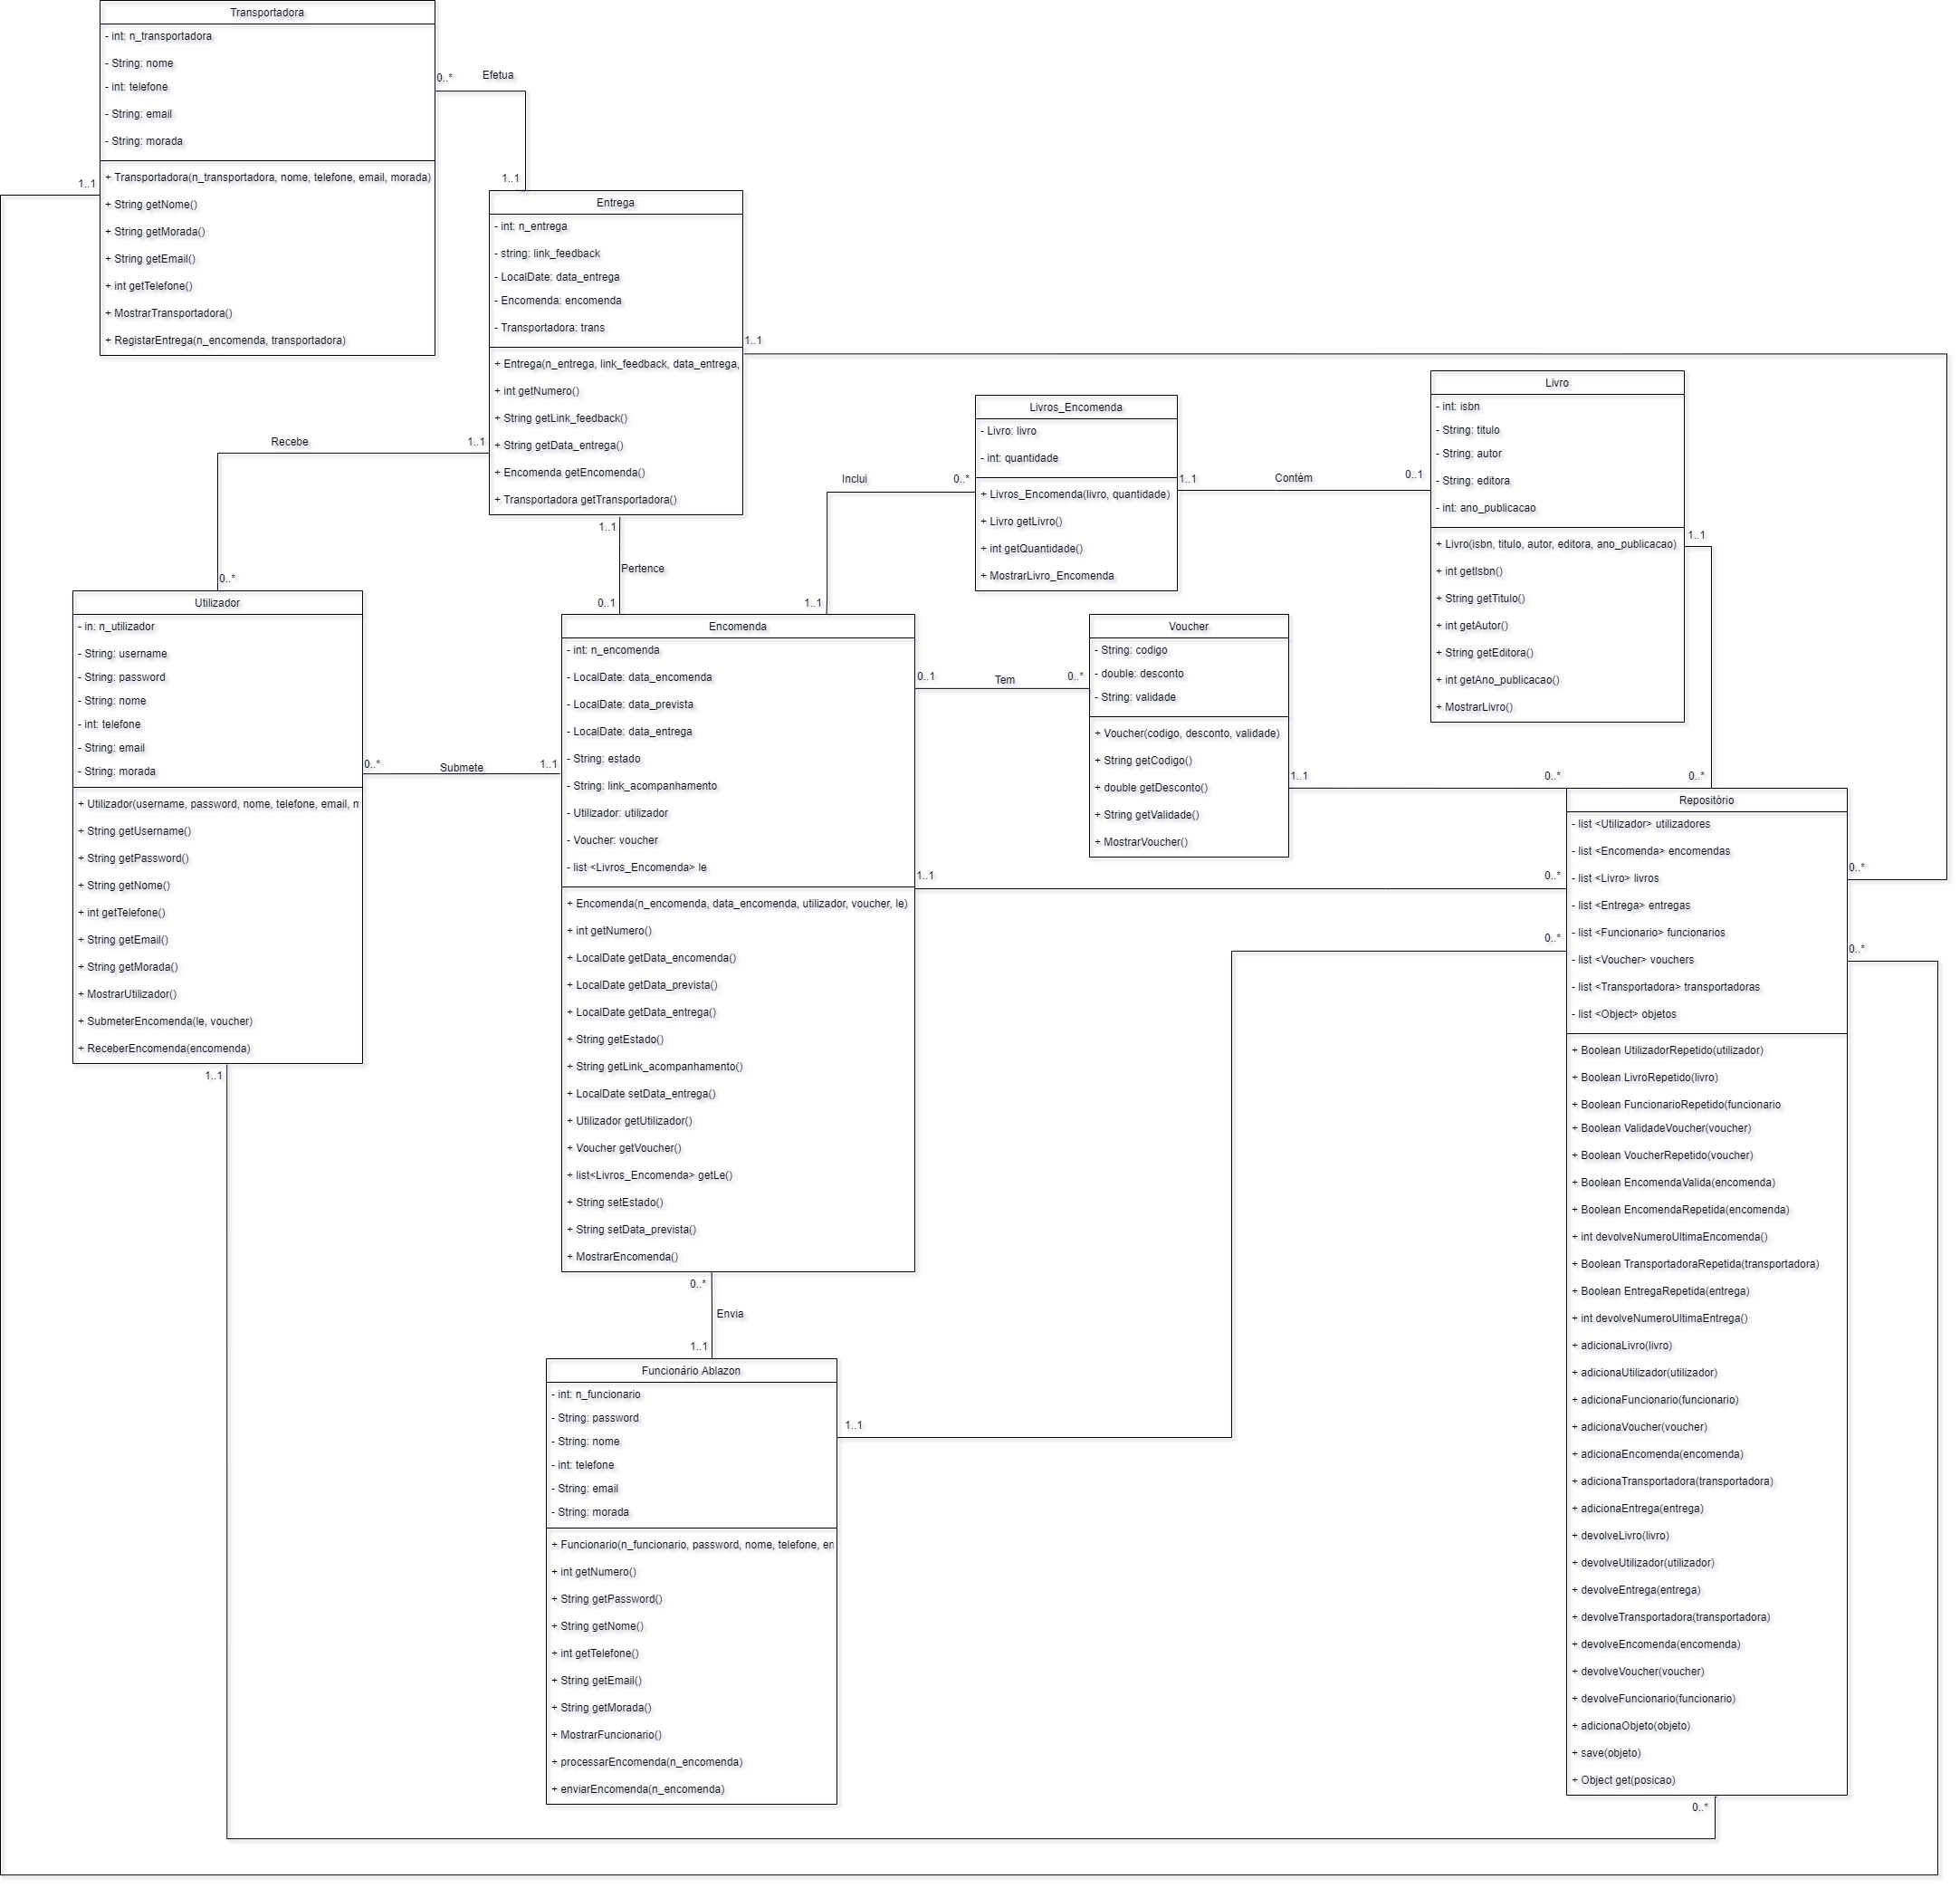 Transportadora
- int: n_transportadora
- String: nome
- int: telefone
- String: email
- String: morada
+ Transportadora(n_transportadora, nome, telefone, email, morada)
+ String getNome()
+ String getMorada()
+ String getEmail()
+ int getTelefone()
+ MostrarTransportadora()
+ RegistarEntrega(n_encomenda, transportadora)
0..*
Efetua
1..1
1..1
Entrega
- int: n_entrega
- string: link_feedback
- LocalDate: data_entrega
- Encomenda: encomenda
- Transportadora: trans
+ Entrega(n_entrega, link_feedback, data_entrega,
+ int getNumero()
+ String getLink_feedback()
+ String getData_entrega()
+ Encomenda getEncomenda()
+ Transportadora getTransportadora()
1..1
Recebe
1..1
0..*
1..1
Pertence
0..1
Livros_Encomenda
- Livro: livro
- int: quantidade
+ Livros_Encomenda(livro, quantidade)
+ Livro getLivro()
+ int getQuantidade()
+ MostrarLivro_Encomenda
Inclui
0..*
1..1
1..1
Contém
0..1
Livro
- int: isbn
- String: titulo
- String: autor
- String: editora
- int: ano_publicacao
+ Livro(isbn, titulo, autor, editora, ano_publicacao)
+ int getIsbn()
+ String getTitulo()
+ int getAutor()
+ String getEditora()
+ int getAno_publicacao()
+ MostrarLivro()
1..1
0..*
Utilizador
- in: n_utilizador
- String: username
- String: password
- String: nome
- int: telefone
- String: email
- String: morada
+ Utilizador(username, password, nome, telefone, email, m
+ String getUsername()
+ String getPassword()
+ String getNome()
+ int getTelefone()
+ String getEmail()
+ String getMorada()
+ MostrarUtilizador()
+ SubmeterEncomenda(le, voucher)
+ ReceberEncomenda(encomenda)
1..1
0..*
Submete
1..1
Encomenda
- int: n_encomenda
- LocalDate: data_encomenda
- LocalDate: data_prevista
- LocalDate: data_entrega
- String: estado
- String: link_acompanhamento
- Utilizador: utilizador
- Voucher: voucher
- list <Livros_Encomenda> le
+ Encomenda(n_encomenda, data_encomenda, utilizador, voucher, le)
+ int getNumero()
+ LocalDate getData_encomenda()
+ LocalDate getData_prevista()
+ LocalDate getData_entrega()
+ String getEstado()
+ String getLink_acompanhamento()
+ LocalDate setData_entrega()
+ Utilizador getUtilizador()
+ Voucher getVoucher()
+ list<Livros_Encomenda> getLe()
+ String setEstado()
+ String setData_prevista()
+ MostrarEncomenda()
0..1
Tem
0..*
Voucher
- String: codigo
- double: desconto
- String: validade
+ Voucher(codigo, desconto, validade)
+ String getCodigo()
+ double getDesconto()
+ String getValidade()
+ MostrarVoucher()
1..1
0..*
1..1
0..*
0..*
Envia
1..1
Funcionário Ablazon
- int: n_funcionario
- String: password
- String: nome
- int: telefone
- String: email
- String: morada
+ Funcionario(n_funcionario, password, nome, telefone, en
+ int getNumero()
+ String getPassword()
+ String getNome()
+ int getTelefone()
+ String getEmail()
+ String getMorada()
+ MostrarFuncionario()
+ processarEncomenda(n_encomenda)
+ enviarEncomenda(n_encomenda)
1..1
0..*
Repositório
- list <Utilizador> utilizadores
- list <Encomenda> encomendas
- list <Livro> livros
- list <Entrega> entregas
- list <Funcionario> funcionarios
- list <Voucher> vouchers
- list <Transportadora> transportadoras
- list <Object> objetos
+ Boolean UtilizadorRepetido(utilizador)
+ Boolean LivroRepetido(livro)
+ Boolean FuncionarioRepetido(funcionario
+ Boolean ValidadeVoucher(voucher)
+ Boolean VoucherRepetido(voucher)
+ Boolean EncomendaValida(encomenda)
+ Boolean EncomendaRepetida(encomenda)
+ int devolveNumeroUltimaEncomenda()
+ Boolean TransportadoraRepetida(transportadora)
+ Boolean EntregaRepetida(entrega)
+ int devolveNumeroUltimaEntrega()
+ adicionaLivro(livro)
+ adicionaUtilizador(utilizador)
+ adicionaFuncionario(funcionario)
+ adicionaVoucher(voucher)
+ adicionaEncomenda(encomenda)
+ adicionaTransportadora(transportadora)
+ adicionaEntrega(entrega)
+ devolveLivro(livro)
+ devolveUtilizador(utilizador)
+ devolveEntrega(entrega)
+ devolveTransportadora(transportadora)
+ devolveEncomenda(encomenda)
+ devolveVoucher(voucher)
+ devolveFuncionario(funcionario)
+ adicionaObjeto(objeto)
+ save(objeto)
+ Object get(posicao)
0..*
0..*
0..*